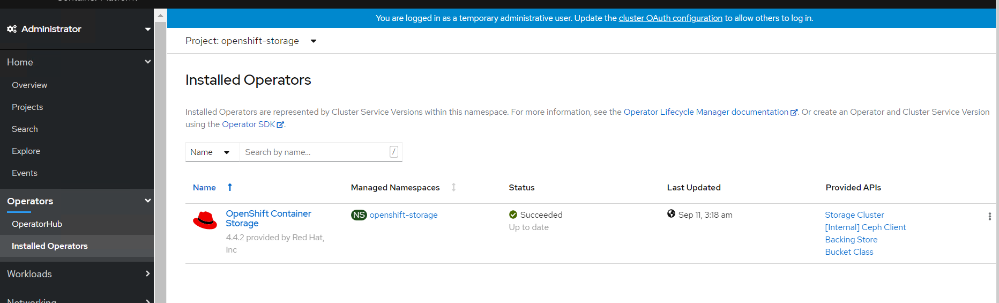 Container Platform
You are logged in as a temporary administrative user. Update the cluster OAuth configuration to allow others to log in.
Administrator
Project: openshift-storage
Home
Overview
Projects
Search
Explore
Events
Operators
OperatorHub
Installed Operators
Workloads
Networking
Installed Operators
Installed Operators are represented by Cluster Service Versions within this namespace. For more information, see the Operator Lifecycle Manager documentation. Or create an Operator and Cluster Service Version
using the Operator SDK.
Name Search by name... /
Name Managed Namespaces Status Last Updated Provided APIs
OpenShift Container
Storage
4.4.2 provided by Red Hat,
Inc
NS openshift-storage
Succeeded
Up to date
Sep 11, 3:18 am
Storage Cluster
[Internal] Ceph Client
Backing Store
Bucket Class